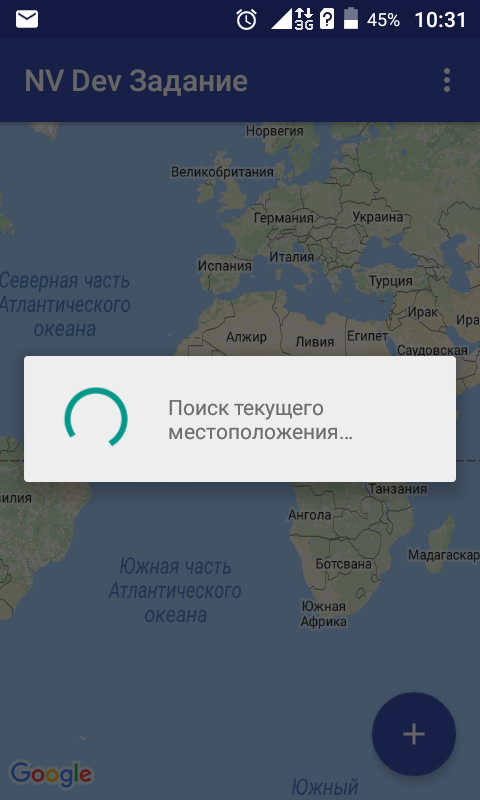 3G
45% 10:31
NV Dev Задание
Норвегия
Великобритания
Германия
Украина
Италия
Испания
Северная часть
Атлантического
океана
Турция
Ирак
Ира
Алжир
Ливия
Египет
Саудовская
Поиск текущего
местоположения…
зилия
Танзания
Ангола
Ботсвана
Мадагаскар
Южная часть
Атлантического
океана
Южная
Африка
+
Google
Южный